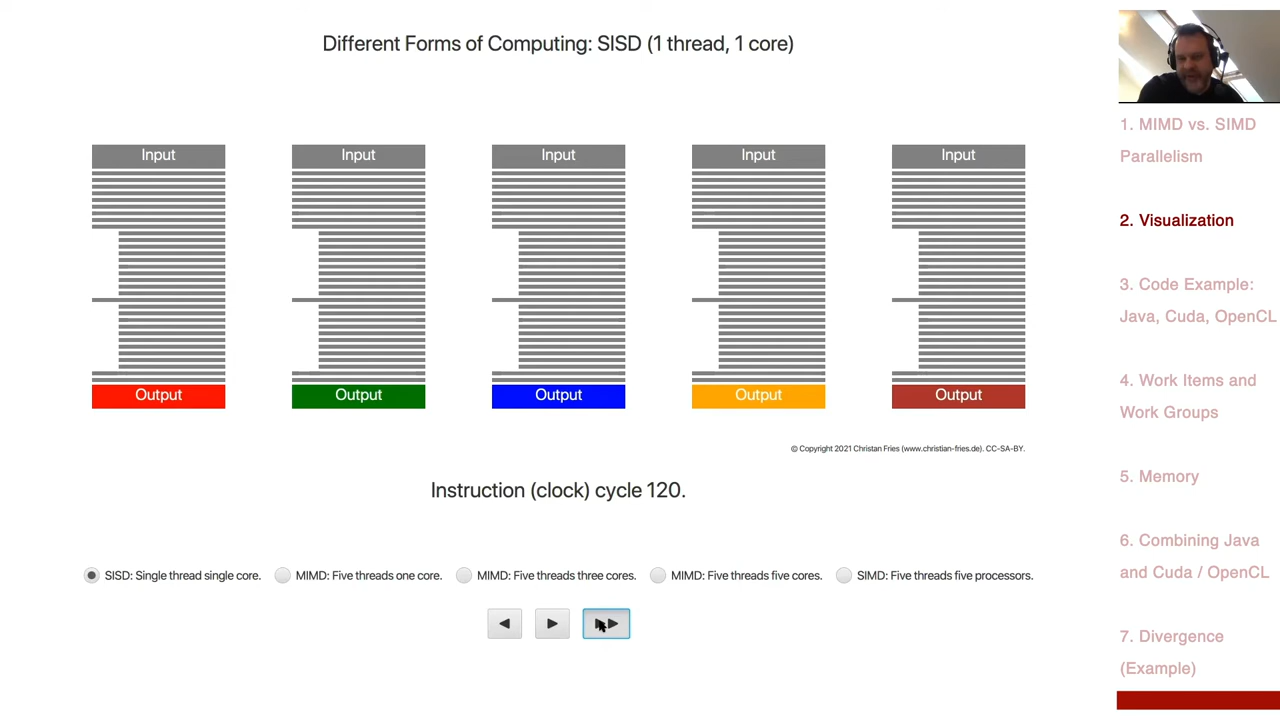 Different Forms of Computing: SISD (1 thread, 1 core)
Input
Input
Input
Input
Input
Output
Output
Output
Output
Output
© Copyright 2021 Christan Fries (www.christian-fries.de). CC-SA-BY.
Instruction (clock) cycle 120.
SISD: Single thread single core.
MIMD: Five threads one core.
MIMD: Five threads three cores.
MIMD: Five threads five cores.
SIMD: Five threads five processors.
1. MIMD vs. SIMD
Parallelism
2. Visualization
3. Code Example:
Java, Cuda, OpenCL
4. Work Items and
Work Groups
5. Memory
6. Combining Java
and Cuda / OpenCL
7. Divergence
(Example)